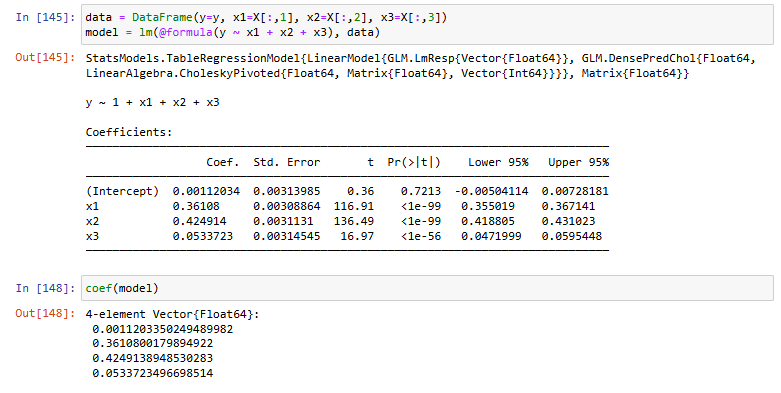 In [145]: data = DataFrame(y=y, x1=X[:,1], x2=X[:,2], x3=X[:,3])
model = lm(@formula(y ~ x1 + x2 + x3), data)
Out[145]: StatsModels.TableRegressionModel{LinearModel{GLM.LmResp{Vector{Float64}}, GLM.DensePredChol{Float64,
LinearAlgebra.CholeskyPivoted{Float64, Matrix{Float64}, Vector{Int64}}}}, Matrix{Float64}}
y ~ 1 + x1 + x2 + x3
Coefficients:
Coef. Std. Error t Pr(>|t|) Lower 95% Upper 95%
(Intercept) 0.00112034 0.00313985 0.36 0.7213 -0.00504114 0.00728181
x1 0.36108 0.00308864 116.91 <1e-99 0.355019 0.367141
x2 0.424914 0.0031131 136.49 <1e-99 0.418805 0.431023
x3 0.0533723 0.00314545 16.97 <1e-56 0.0471999 0.0595448
In [148]: coef(model)
Out[148]: 4-element Vector{Float64}:
0.0011203350249489982
0.3610800179894922
0.4249138948530283
0.0533723496698514